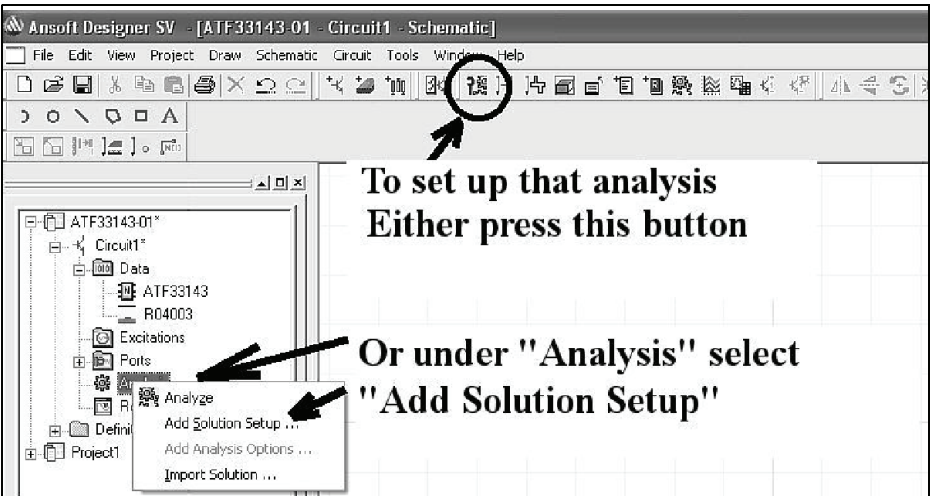 Ansoft Designer SV - [ATF33143-01 - Circuit1 - Schematic]
File Edit View Project Draw Schematic Circuit Tools Window Help
To set up that analysis
Either press this button
ATF33143-01*
Circuit1*
Data
ATF33143
R04003
Excitations
Ports
Analyze
Add Solution Setup ...
Add Analysis Options ...
Import Solution ...
Project1
Or under "Analysis" select
"Add Solution Setup"